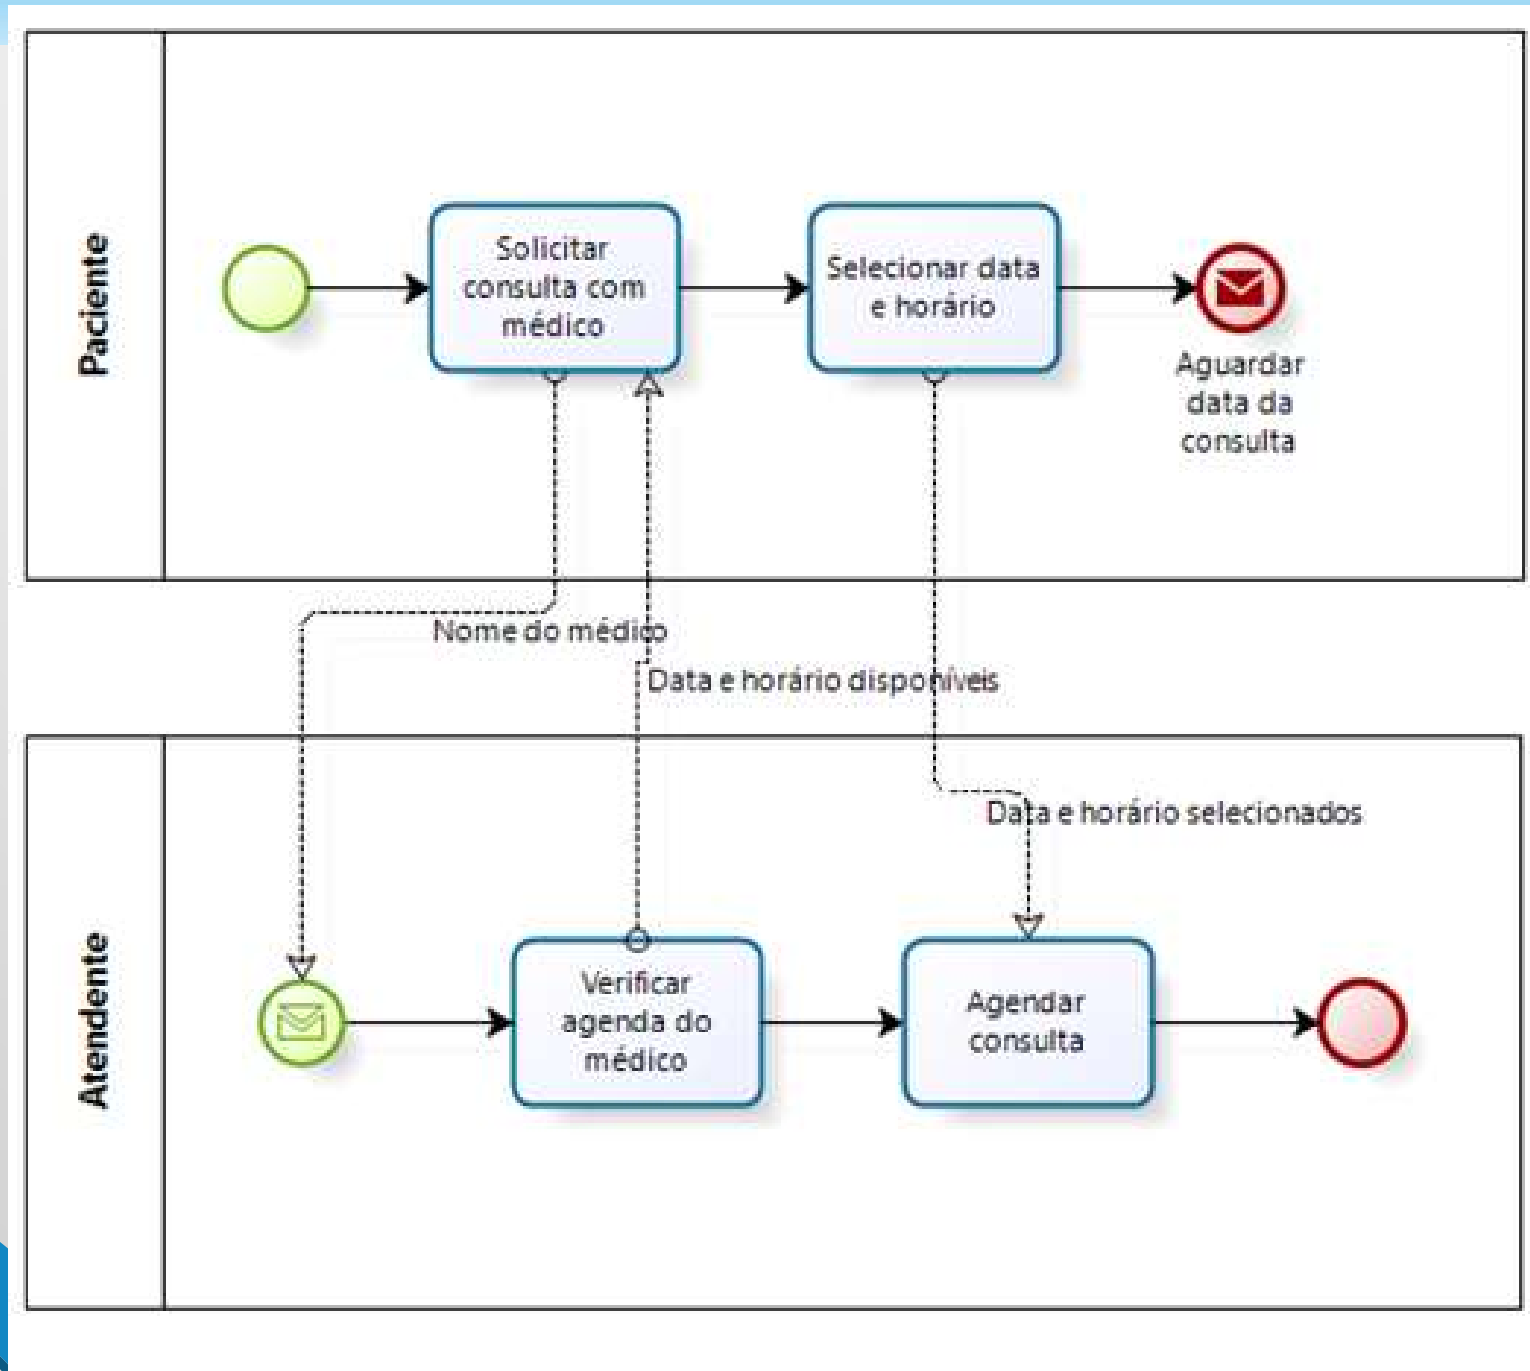 Paciente
Solicitar
consulta com
médico
Selecionar data
e horário
Aguardar
data da
consulta
Nome do médico
Data e horário disponíveis
Data e horário selecionados
Atendente
Verificar
agenda do
médico
Agendar
consulta